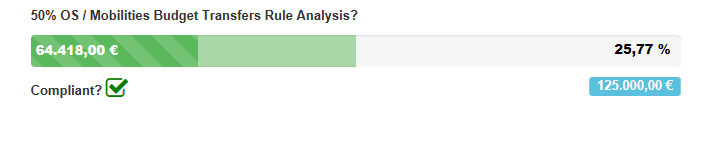 50% OS / Mobilities Budget Transfers Rule Analysis?
64.418,00 € 25,77 %
Compliant? 125.000,00 €